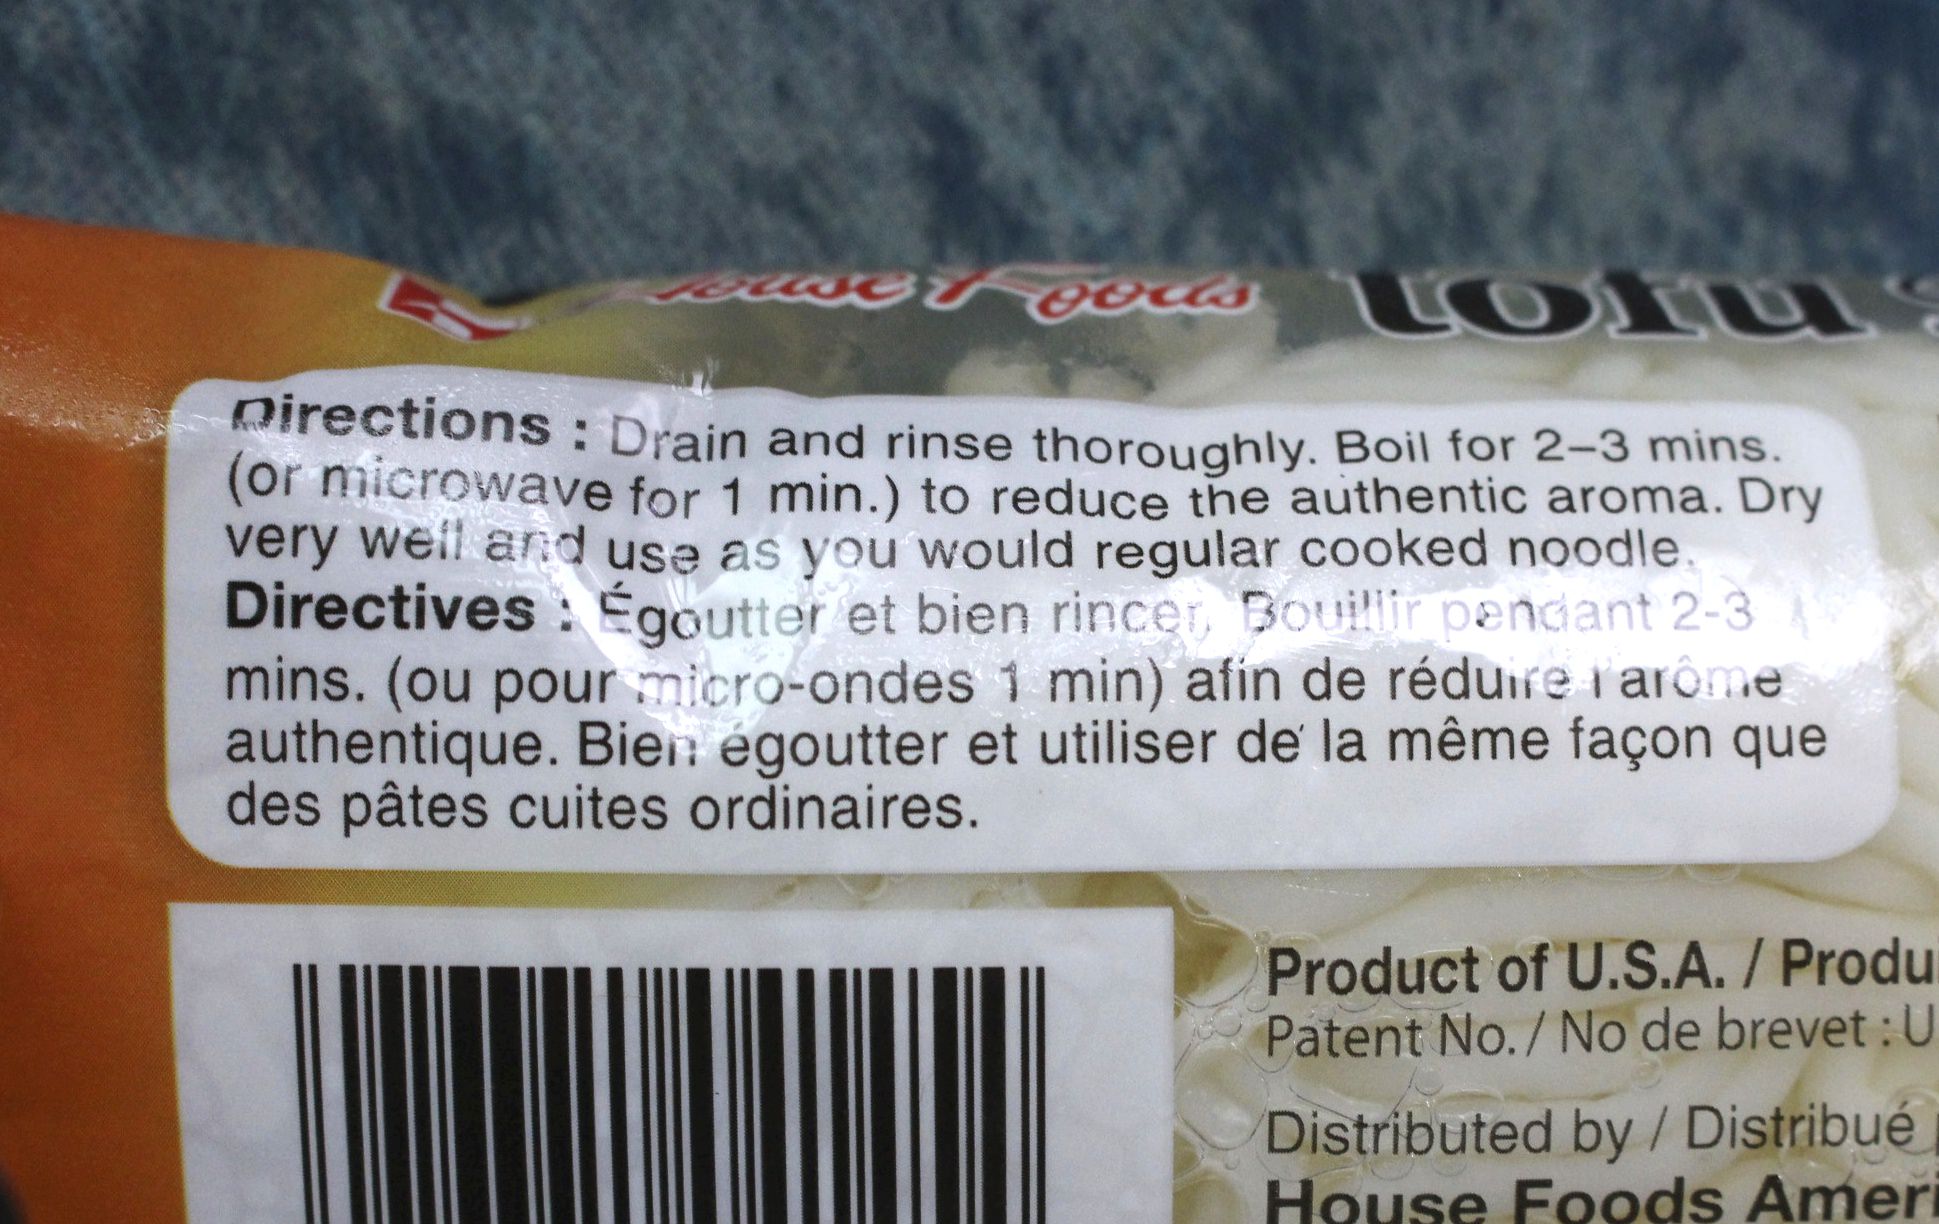 House Foods tofu
Directions : Drain and rinse thoroughly. Boil for 2–3 mins.
(or microwave for 1 min.) to reduce the authentic aroma. Dry
very well and use as you would regular cooked noodle.
Directives : Égoutter et bien rincer. Bouillir pendant 2-3
mins. (ou pour micro-ondes 1 min) afin de réduire l'arôme
authentique. Bien égoutter et utiliser de la même façon que
des pâtes cuites ordinaires.
Product of U.S.A. / Produi
Patent No. / No de brevet : U
Distributed by / Distribué
House Foods Ameri